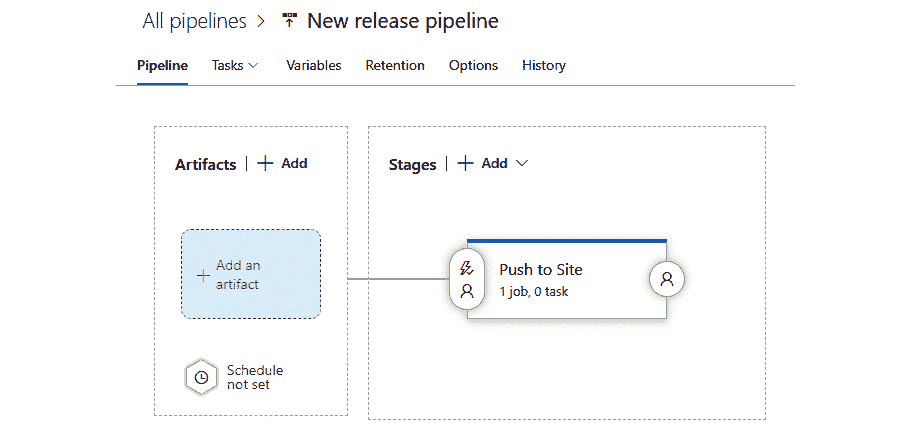 All pipelines > New release pipeline
Pipeline Tasks Variables Retention Options History
Artifacts | + Add
Stages | + Add
+ Add an
artifact
Push to Site
1 job, 0 task
Schedule
not set